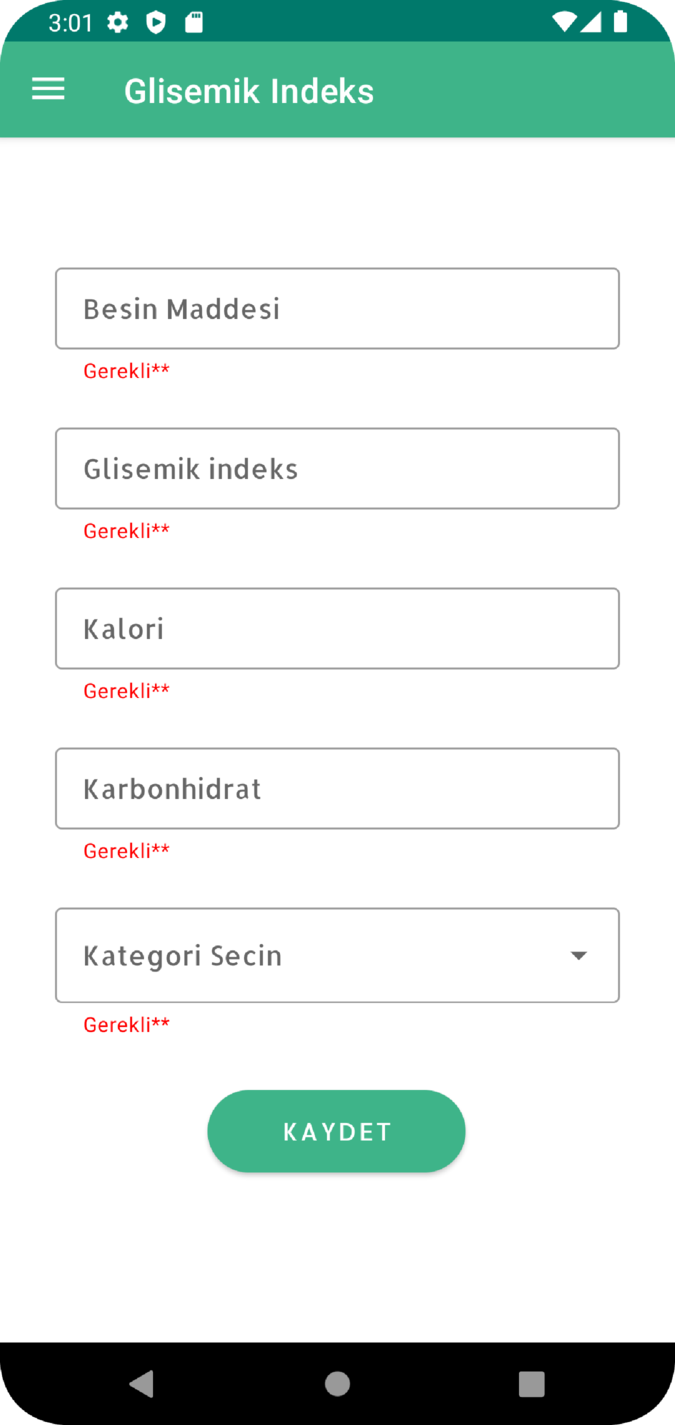 3:01
Glisemik Indeks
Besin Maddesi
Gerekli**
Glisemik indeks
Gerekli**
Kalori
Gerekli**
Karbonhidrat
Gerekli**
Kategori Secin
Gerekli**
KAYDET